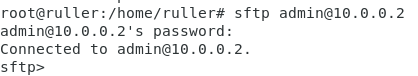 root@ruller:/home/ruller# sftp admin@10.0.0.2
admin@10.0.0.2's password:
Connected to admin@10.0.0.2.
sftp>